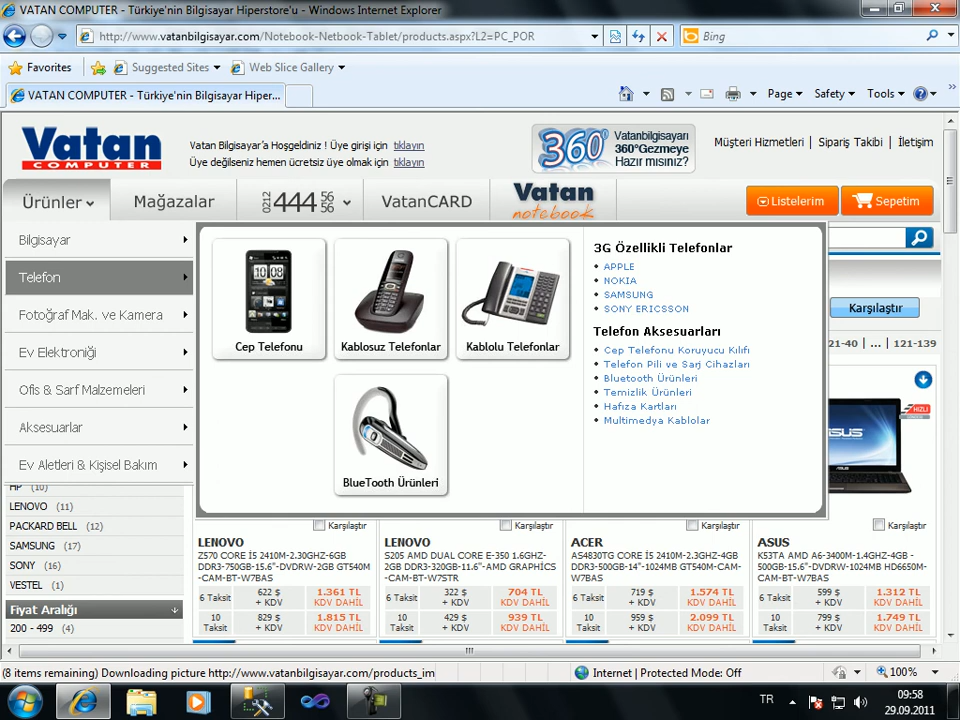 VATAN COMPUTER - Türkiye'nin Bilgisayar Hiperstore'u - Windows Internet Explorer
http://www.vatanbilgisayar.com/Notebook-Netbook-Tablet/products.aspx?L2=PC_POR
Bing
Favorites
Suggested Sites
Web Slice Gallery
VATAN COMPUTER - Türkiye'nin Bilgisayar Hiper...
Page
Safety
Tools
Vatan
COMPUTER
Vatan Bilgisayar'a Hoşgeldiniz ! Üye girişi için tıklayın
Üye değilseniz hemen ücretsiz üye olmak için tıklayın
360°
Vatanbilgisayarı
360°Gezmeye
Hazır mısınız?
Müşteri Hizmetleri | Sipariş Takibi | İletişim
Ürünler
Mağazalar
0212 444 56 56
VatanCARD
Vatan
notebook
Listelerim
Sepetim
Bilgisayar
Telefon
Fotoğraf Mak. ve Kamera
Ev Elektroniği
Ofis & Sarf Malzemeleri
Aksesuarlar
Ev Aletleri & Kişisel Bakım
Cep Telefonu
Kablosuz Telefonlar
Kablolu Telefonlar
BlueTooth Ürünleri
3G Özellikli Telefonlar
APPLE
NOKIA
SAMSUNG
SONY ERICSSON
Telefon Aksesuarları
Cep Telefonu Koruyucu Kılıfı
Telefon Pili ve Sarj Cihazları
Bluetooth Ürünleri
Temizlik Ürünleri
Hafıza Kartları
Multimedya Kablolar
Karşılaştır
21-40 | ... | 121-139
HIZLI
ASUS
HP (10)
LENOVO (11)
PACKARD BELL (12)
SAMSUNG (17)
SONY (16)
VESTEL (1)
Fiyat Aralığı
200 - 499 (4)
Karşılaştır
LENOVO
Z570 CORE İ5 2410M-2.30GHZ-6GB
DDR3-750GB-15.6"-DVDRW-2GB GT540M
-CAM-BT-W7BAS
6 Taksit 622 $ + KDV 1.361 TL KDV DAHİL
10 Taksit 829 $ + KDV 1.815 TL KDV DAHİL
Karşılaştır
LENOVO
S205 AMD DUAL CORE E-350 1.6GHZ-
2GB DDR3-320GB-11.6"-AMD GRAPHİCS
-CAM-BT-W7STR
6 Taksit 322 $ + KDV 704 TL KDV DAHİL
10 Taksit 429 $ + KDV 939 TL KDV DAHİL
Karşılaştır
ACER
AS4830TG CORE İ5 2410M-2.3GHZ-4GB
DDR3-500GB-14"-1024MB GT540M-CAM-
W7BAS
6 Taksit 719 $ + KDV 1.574 TL KDV DAHİL
10 Taksit 959 $ + KDV 2.099 TL KDV DAHİL
Karşılaştır
ASUS
K53TA AMD A6-3400M-1.4GHZ-4GB -
500GB-15.6"-DVDRW-1024MB HD6650M-
CAM-BT-W7BAS
6 Taksit 599 $ + KDV 1.312 TL KDV DAHİL
10 Taksit 799 $ + KDV 1.749 TL KDV DAHİL
(8 items remaining) Downloading picture http://www.vatanbilgisayar.com/products_im
Internet | Protected Mode: Off
100%
TR
09:58
29.09.2011